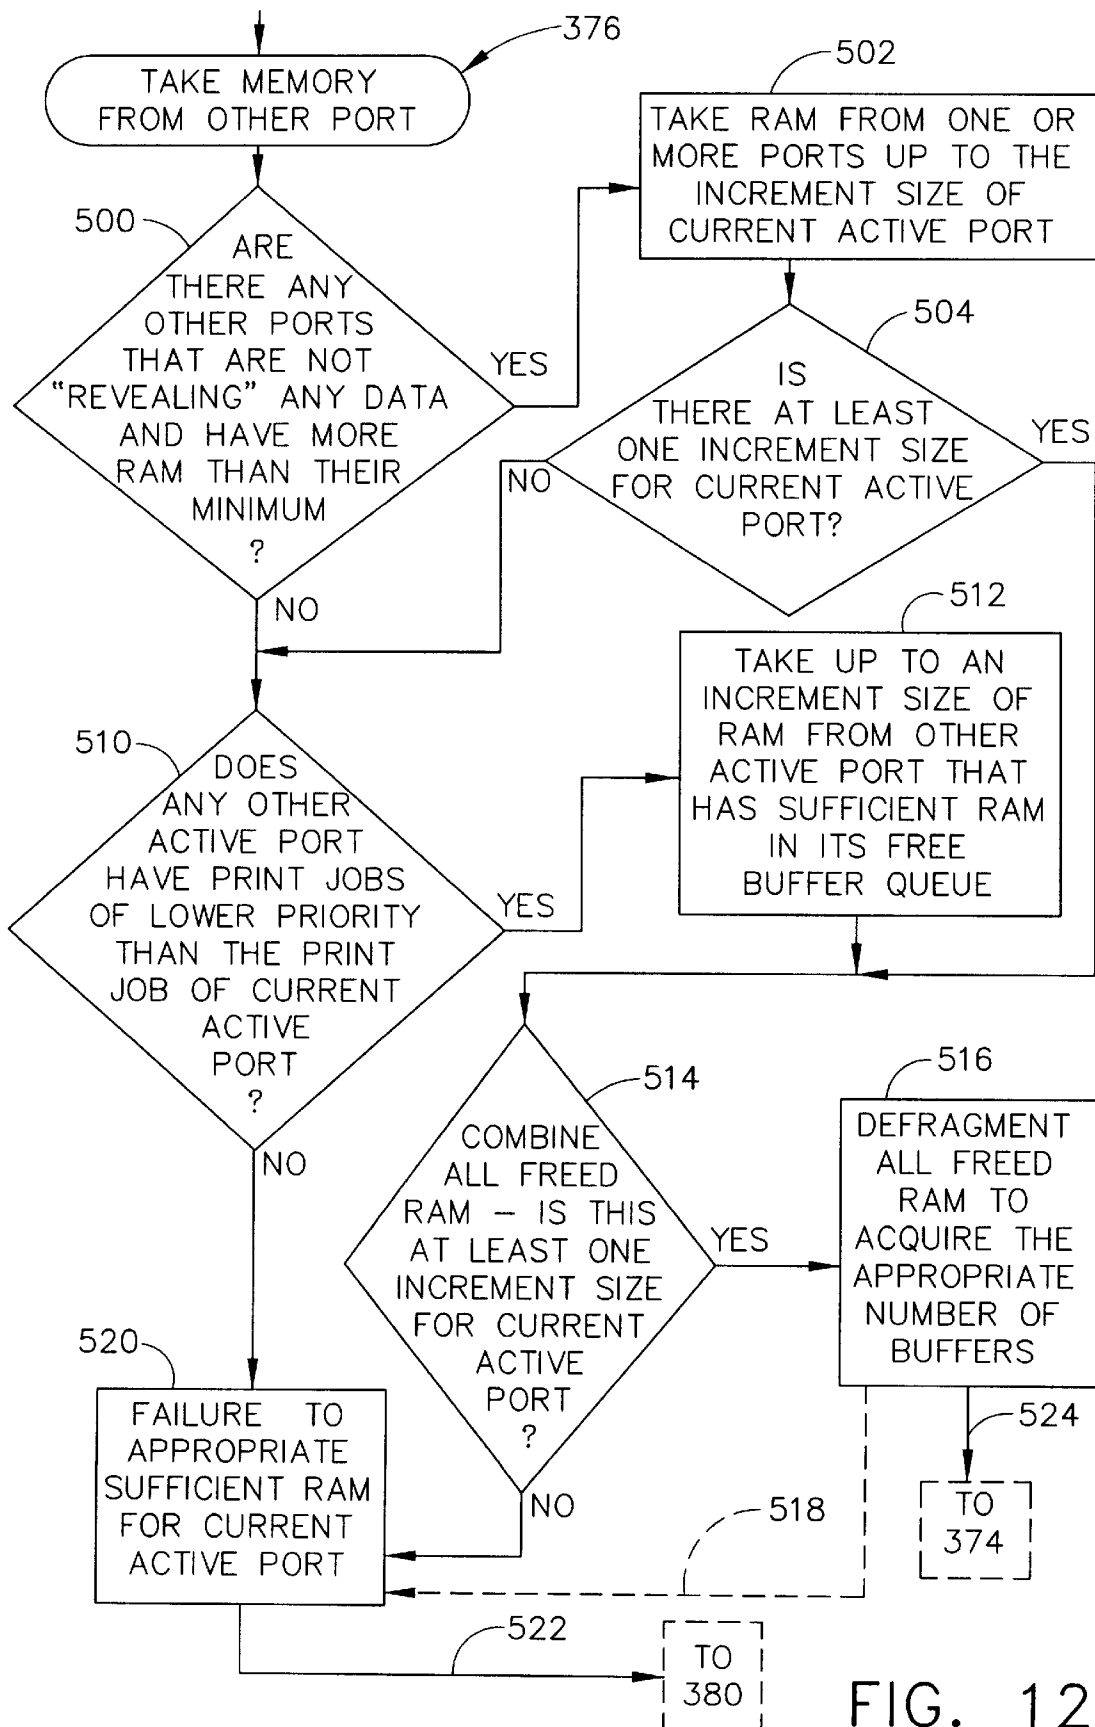 376
TAKE MEMORY
FROM OTHER PORT
502
TAKE RAM FROM ONE OR
MORE PORTS UP TO THE
INCREMENT SIZE OF
CURRENT ACTIVE PORT
500
ARE
THERE ANY
OTHER PORTS
THAT ARE NOT
"REVEALING" ANY DATA
AND HAVE MORE
RAM THAN THEIR
MINIMUM
?
YES
NO
504
IS
THERE AT LEAST
ONE INCREMENT SIZE
FOR CURRENT ACTIVE
PORT?
YES
NO
510
DOES
ANY OTHER
ACTIVE PORT
HAVE PRINT JOBS
OF LOWER PRIORITY
THAN THE PRINT
JOB OF CURRENT
ACTIVE
PORT
?
YES
NO
512
TAKE UP TO AN
INCREMENT SIZE OF
RAM FROM OTHER
ACTIVE PORT THAT
HAS SUFFICIENT RAM
IN ITS FREE
BUFFER QUEUE
514
COMBINE
ALL FREED
RAM – IS THIS
AT LEAST ONE
INCREMENT SIZE
FOR CURRENT
ACTIVE
PORT
?
YES
NO
516
DEFRAGMENT
ALL FREED
RAM TO
ACQUIRE THE
APPROPRIATE
NUMBER OF
BUFFERS
520
FAILURE TO
APPROPRIATE
SUFFICIENT RAM
FOR CURRENT
ACTIVE PORT
518
524
TO
374
522
TO
380
FIG. 12